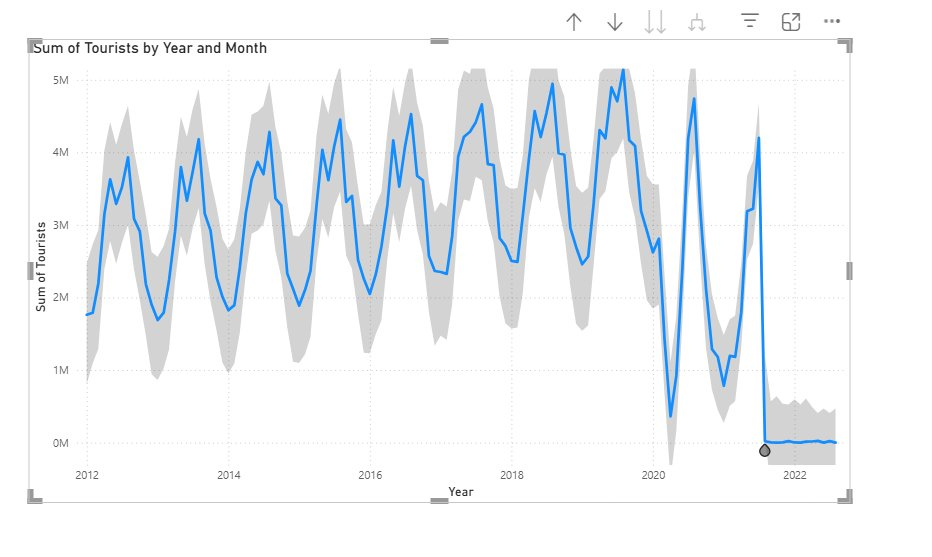 Sum of Tourists by Year and Month
5M
4M
3M
2M
1M
0M
Sum of Tourists
2012 2014 2016 2018 2020 2022
Year